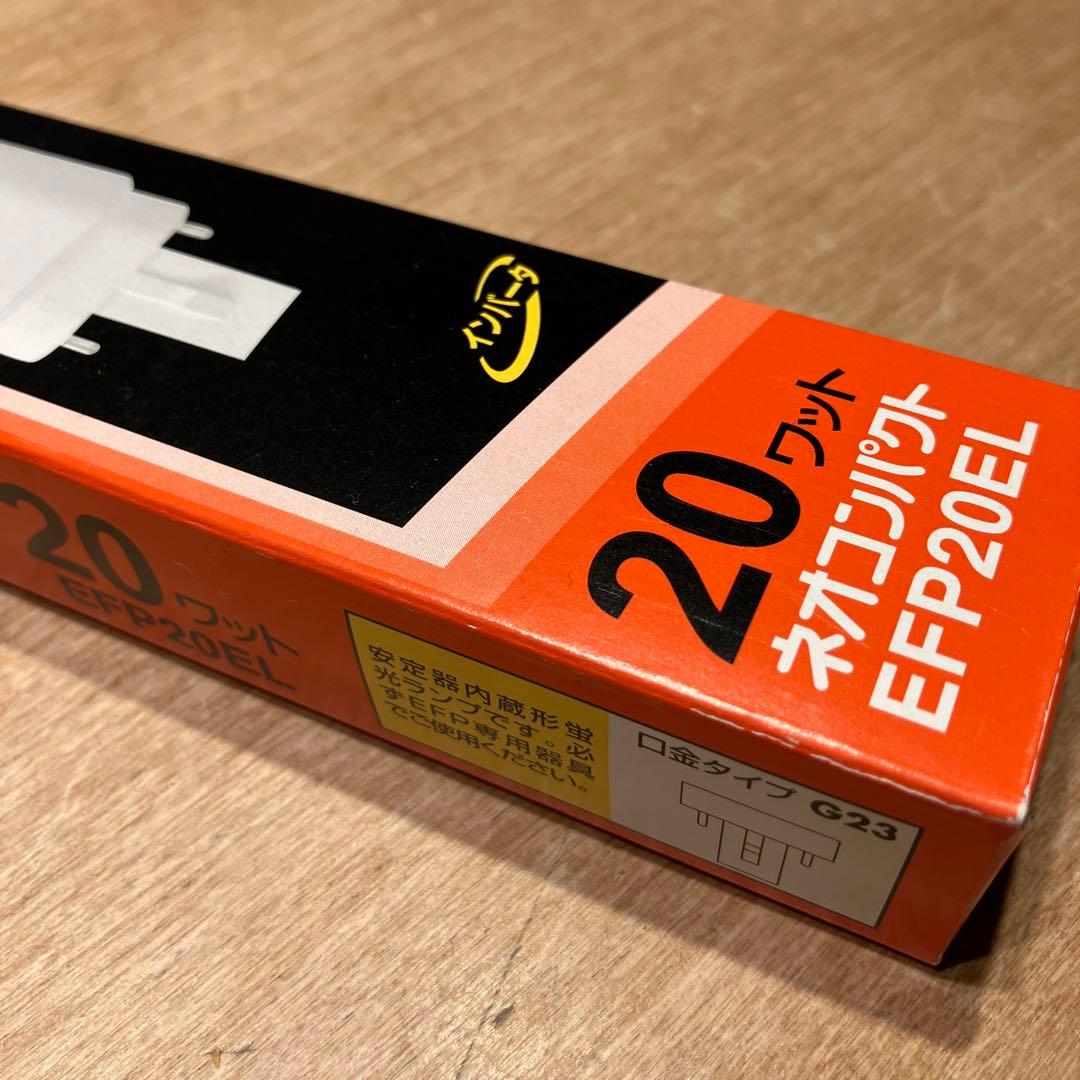 インバータ
20ワット
ネオコンパクト
EFP20EL
20ワット
EFP20EL
安定器内蔵形蛍
光ランプです。必
ずEFP専用器具
でご使用ください。
口金タイプ G23